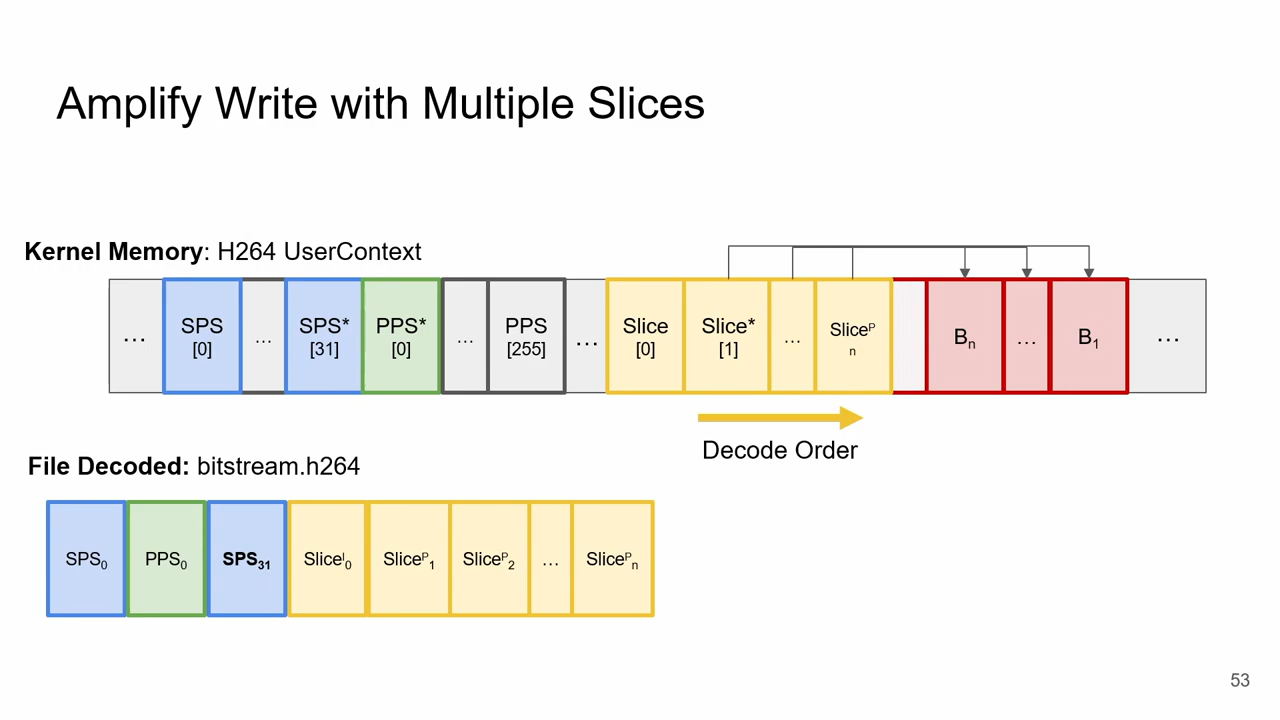 Amplify Write with Multiple Slices
Kernel Memory: H264 UserContext
... SPS [0] ... SPS* [31] PPS* [0] ... PPS [255] ... Slice [0] Slice* [1] ... Sliceᴾ n Bₙ ... B₁ ...
Decode Order
File Decoded: bitstream.h264
SPS₀ PPS₀ SPS₃₁ Sliceᴵ₀ Sliceᴾ₁ Sliceᴾ₂ ... Sliceᴾₙ
53